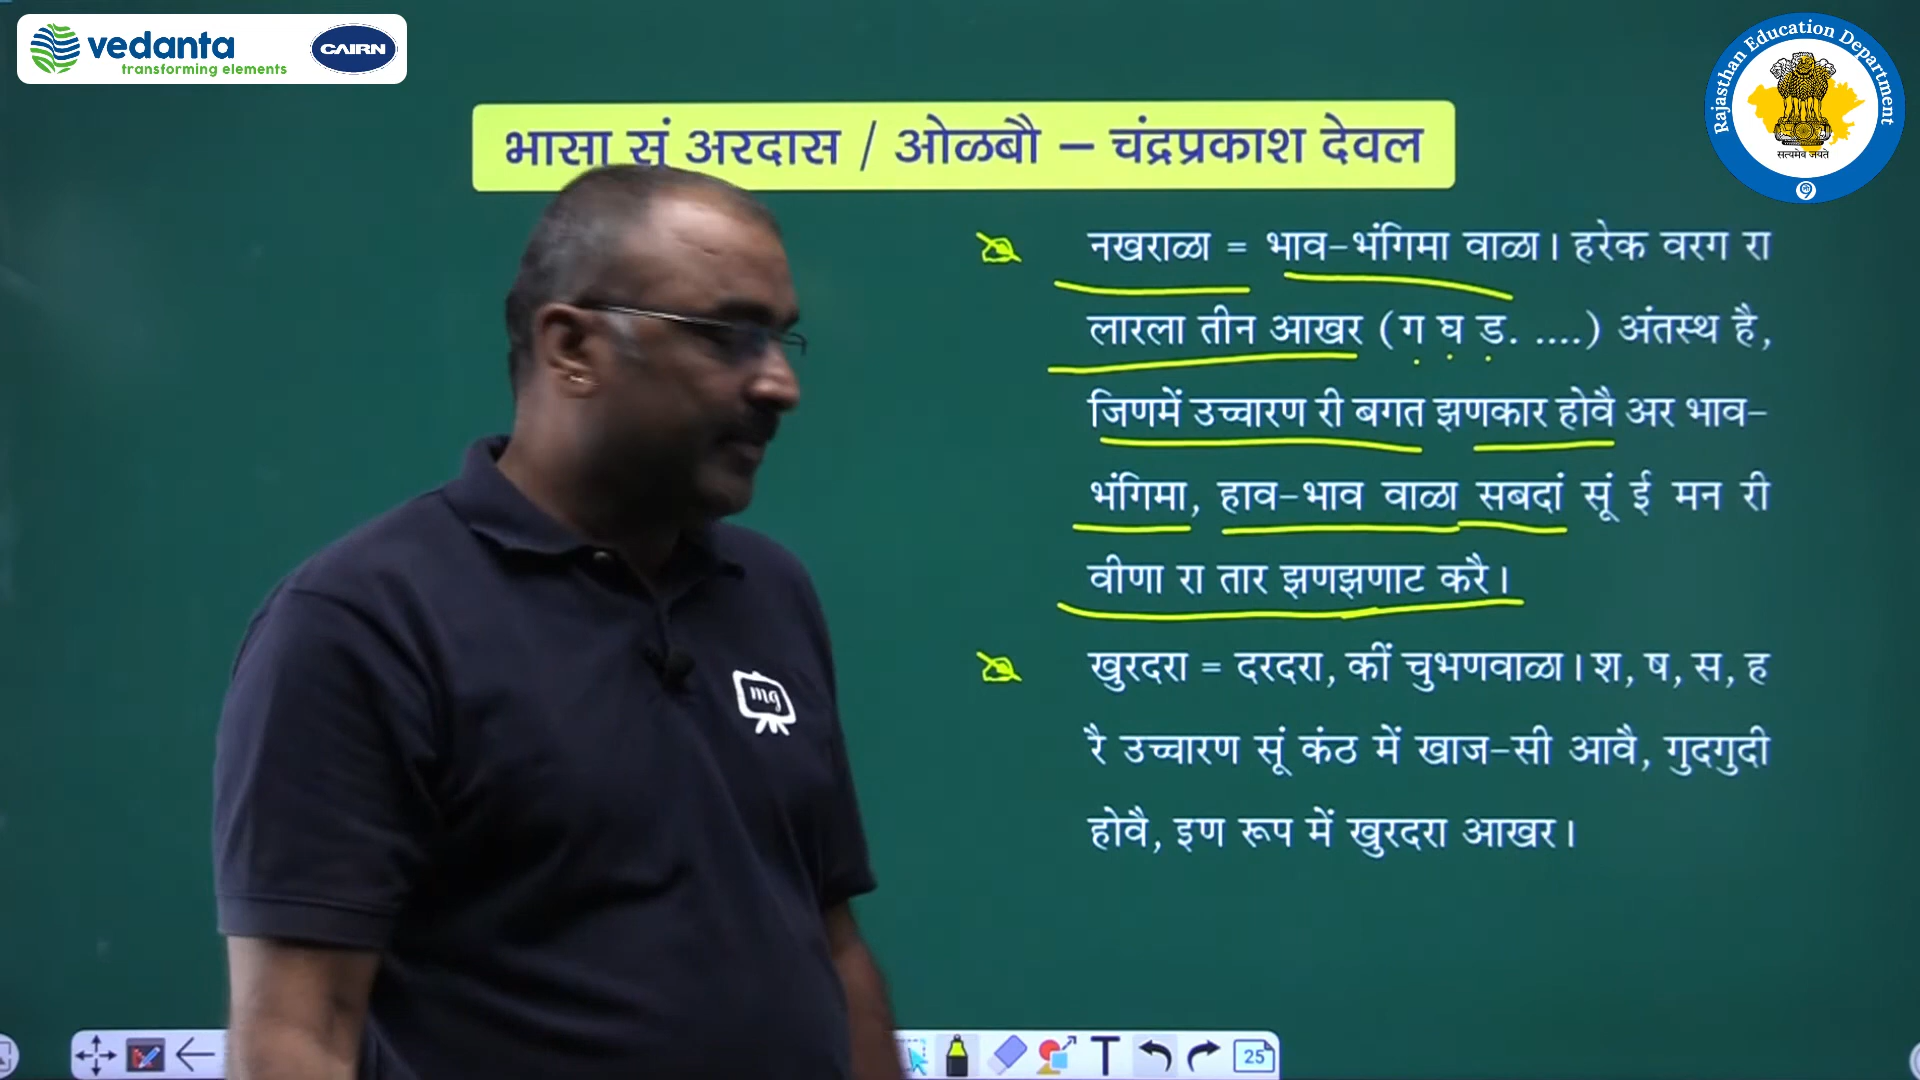 vedanta
transforming elements
CAIRN
Rajasthan Education Department
सत्यमेव जयते
भासा सूं अरदास / ओळबौ – चंद्रप्रकाश देवल
नखराळा = भाव-भंगिमा वाळा। हरेक वरग रा
लारला तीन आखर (ग घ ड. ....) अंतस्थ है,
जिणमें उच्चारण री बगत झणकार होवै अर भाव-
भंगिमा, हाव-भाव वाळा सबदां सूं ई मन री
वीणा रा तार झणझणाट करै।
खुरदरा = दरदरा, कीं चुभणवाळा। श, ष, स, ह
रै उच्चारण सूं कंठ में खाज-सी आवै, गुदगुदी
होवै, इण रूप में खुरदरा आखर।
mg
T
25